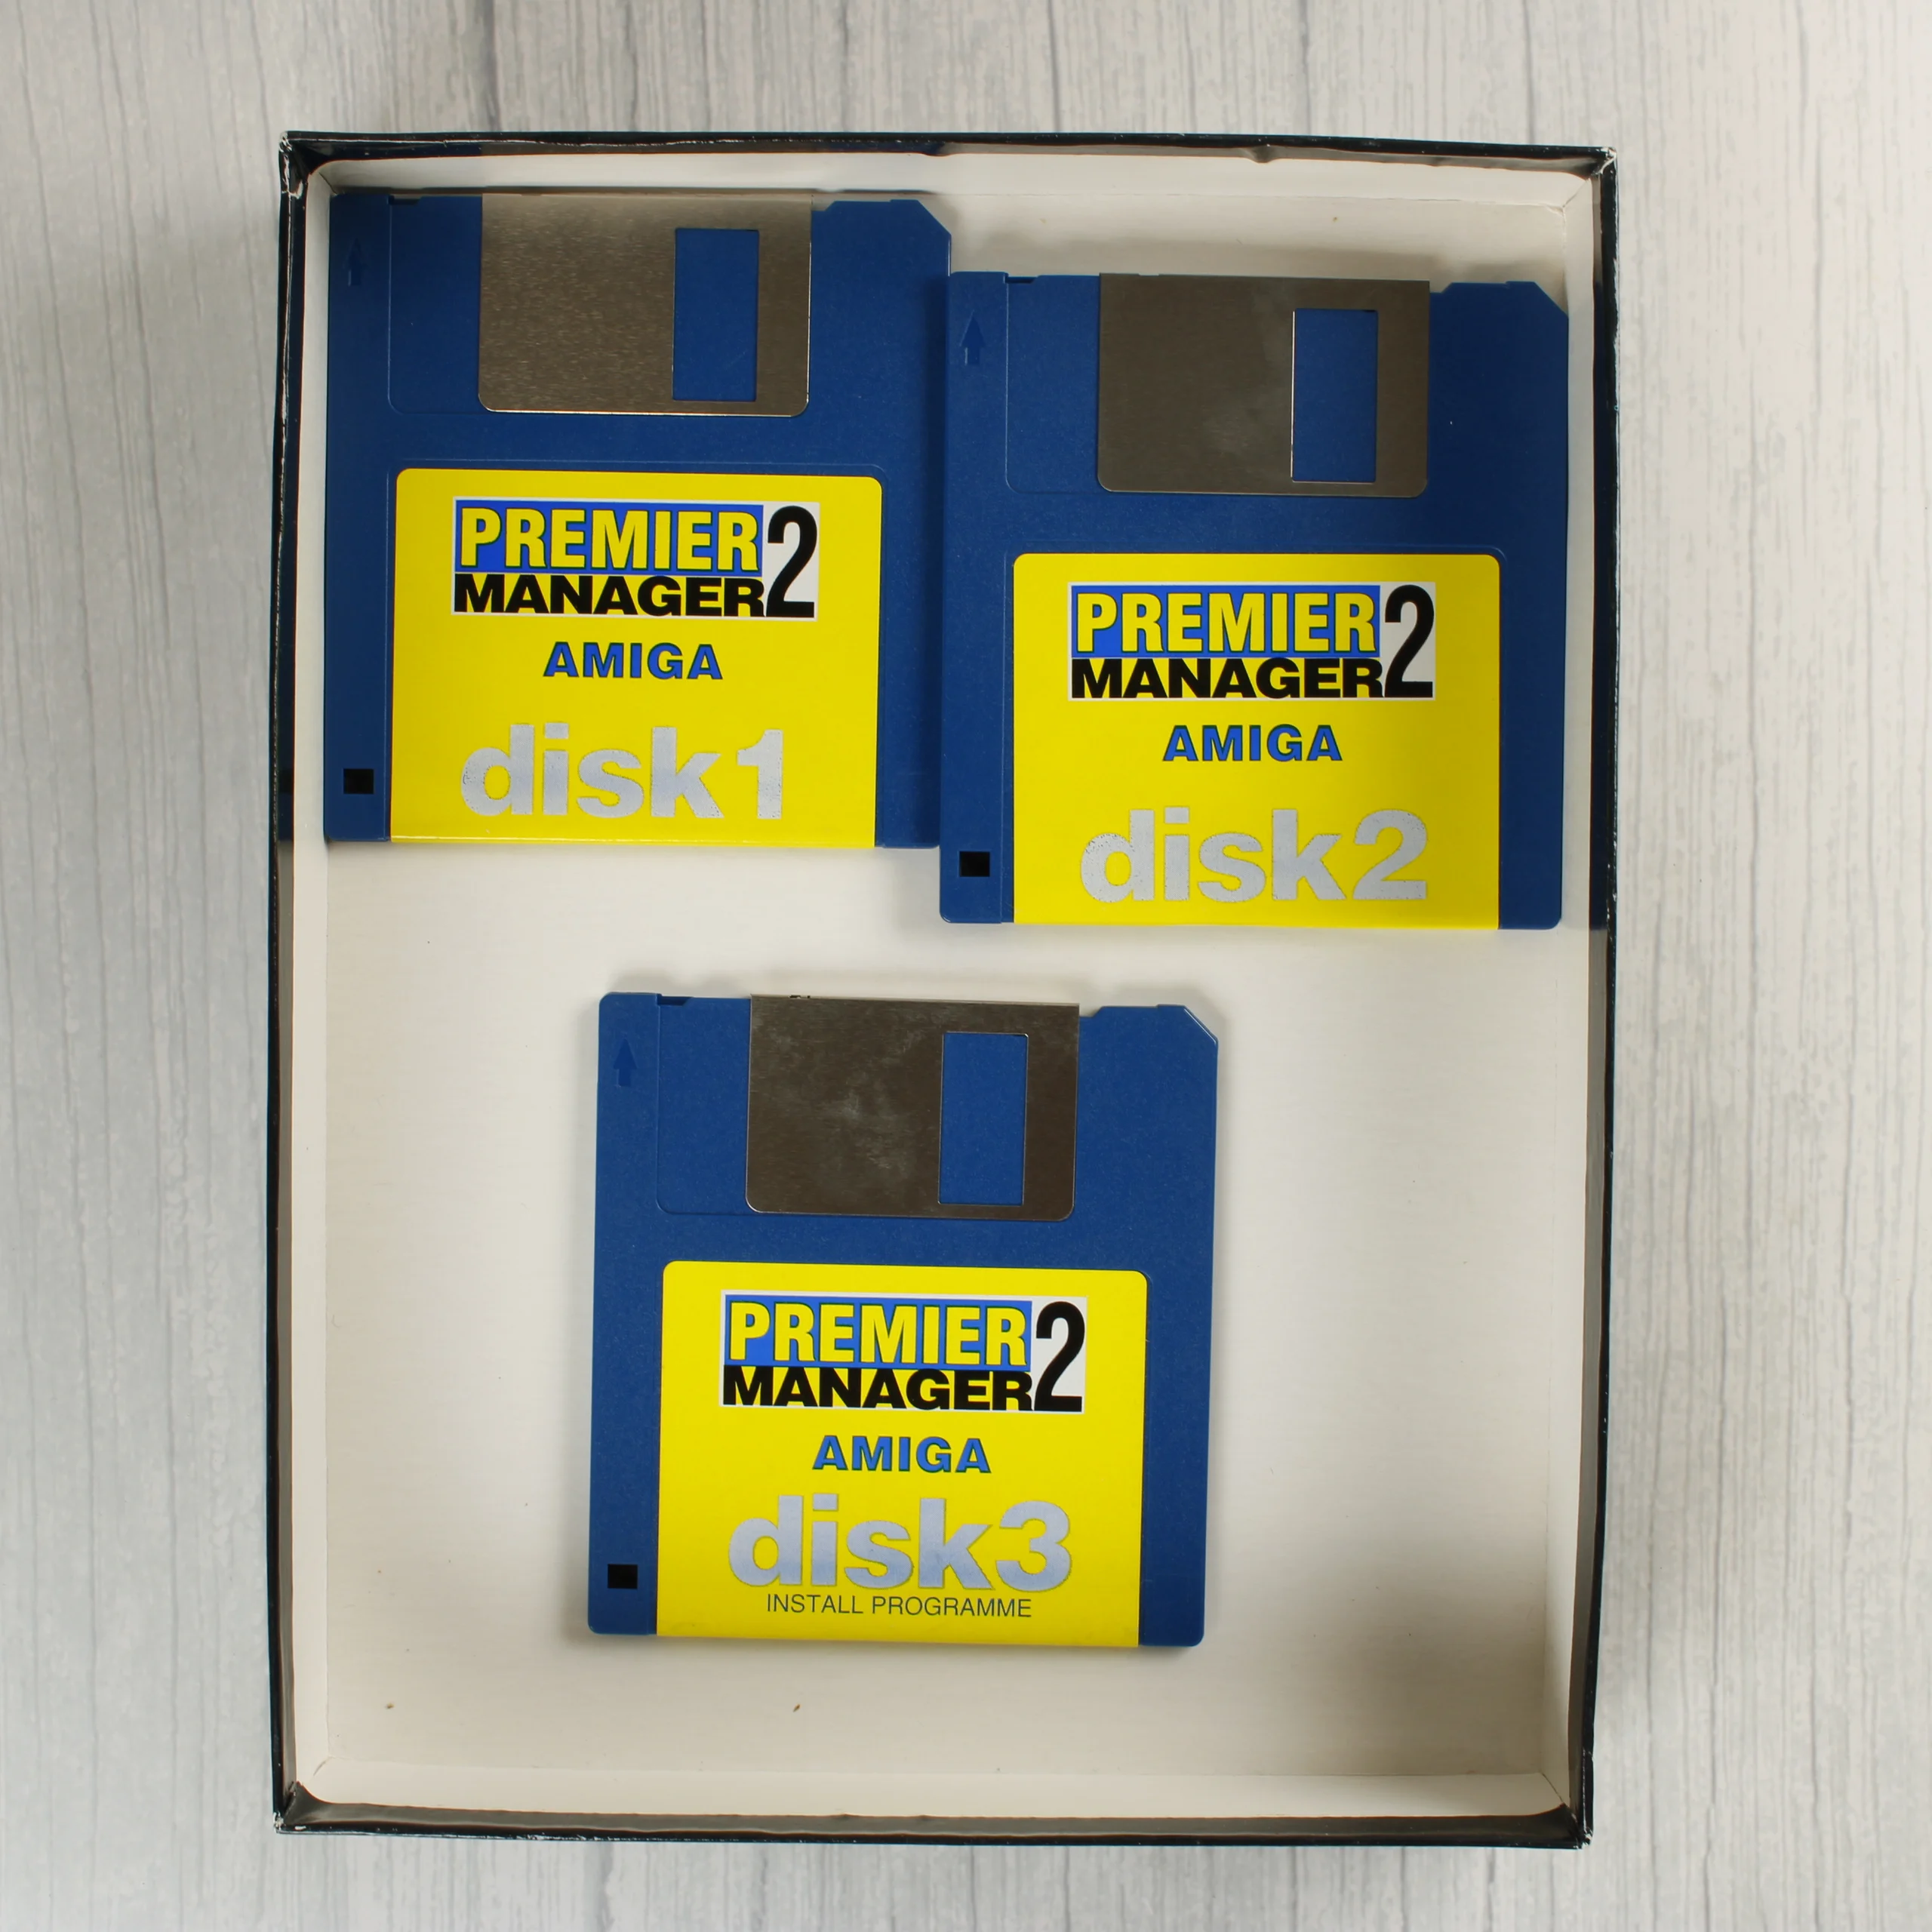 PREMIER 2
MANAGER
AMIGA
disk1
PREMIER 2
MANAGER
AMIGA
disk2
PREMIER 2
MANAGER
AMIGA
disk3
INSTALL PROGRAMME